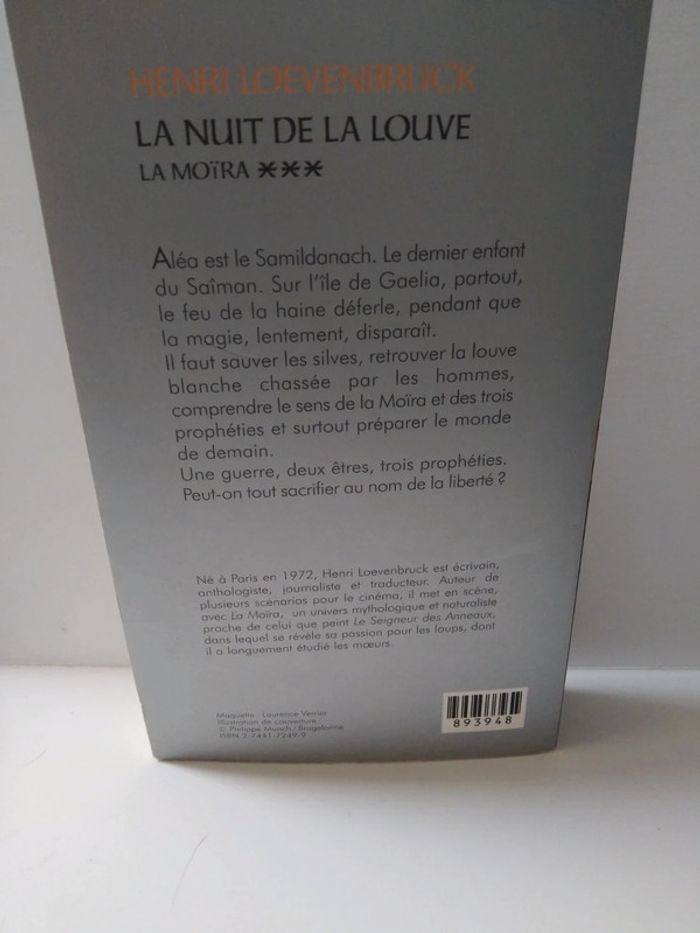 HENRI LOEVENBRUCK
LA NUIT DE LA LOUVE
LA MOïRA ***
Aléa est le Samildanach. Le dernier enfant
du Saîman. Sur l'île de Gaelia, partout,
le feu de la haine déferle, pendant que
la magie, lentement, disparaît.
Il faut sauver les silves, retrouver la louve
blanche chassée par les hommes,
comprendre le sens de la Moïra et des trois
prophéties et surtout préparer le monde
de demain.
Une guerre, deux êtres, trois prophéties.
Peut-on tout sacrifier au nom de la liberté ?
Né à Paris en 1972, Henri Loevenbruck est écrivain,
anthologiste, journaliste et traducteur. Auteur de
plusieurs scénarios pour le cinéma, il met en scène,
avec La Moïra, un univers mythologique et naturaliste
proche de celui que peint Le Seigneur des Anneaux,
dans lequel se révèle sa passion pour les loups, dont
il a longuement étudié les mœurs.
Maquette : Laurence Verrier
Illustration de couverture
© Philippe Munch / Bragelonne
ISBN 2-7441-7249-9
893948